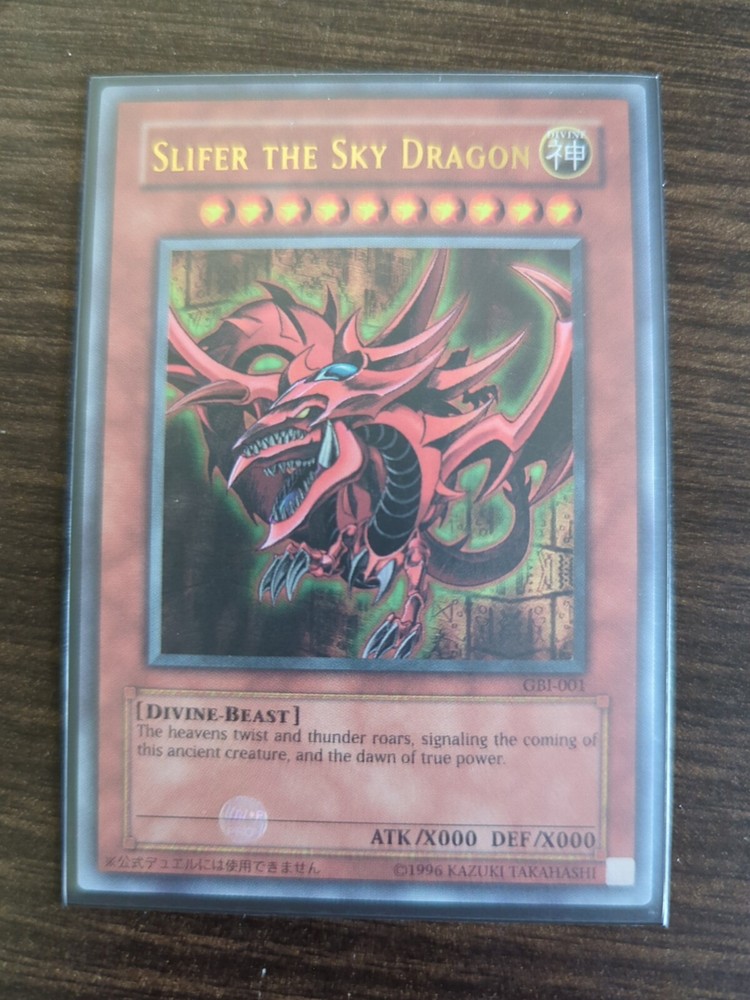 SLIFER THE SKY DRAGON
DIVINE
神
GBI-001
[DIVINE-BEAST]
The heavens twist and thunder roars, signaling the coming of
this ancient creature, and the dawn of true power.
ATK/X000 DEF/X000
※公式デュエルには使用できません
©1996 KAZUKI TAKAHASHI